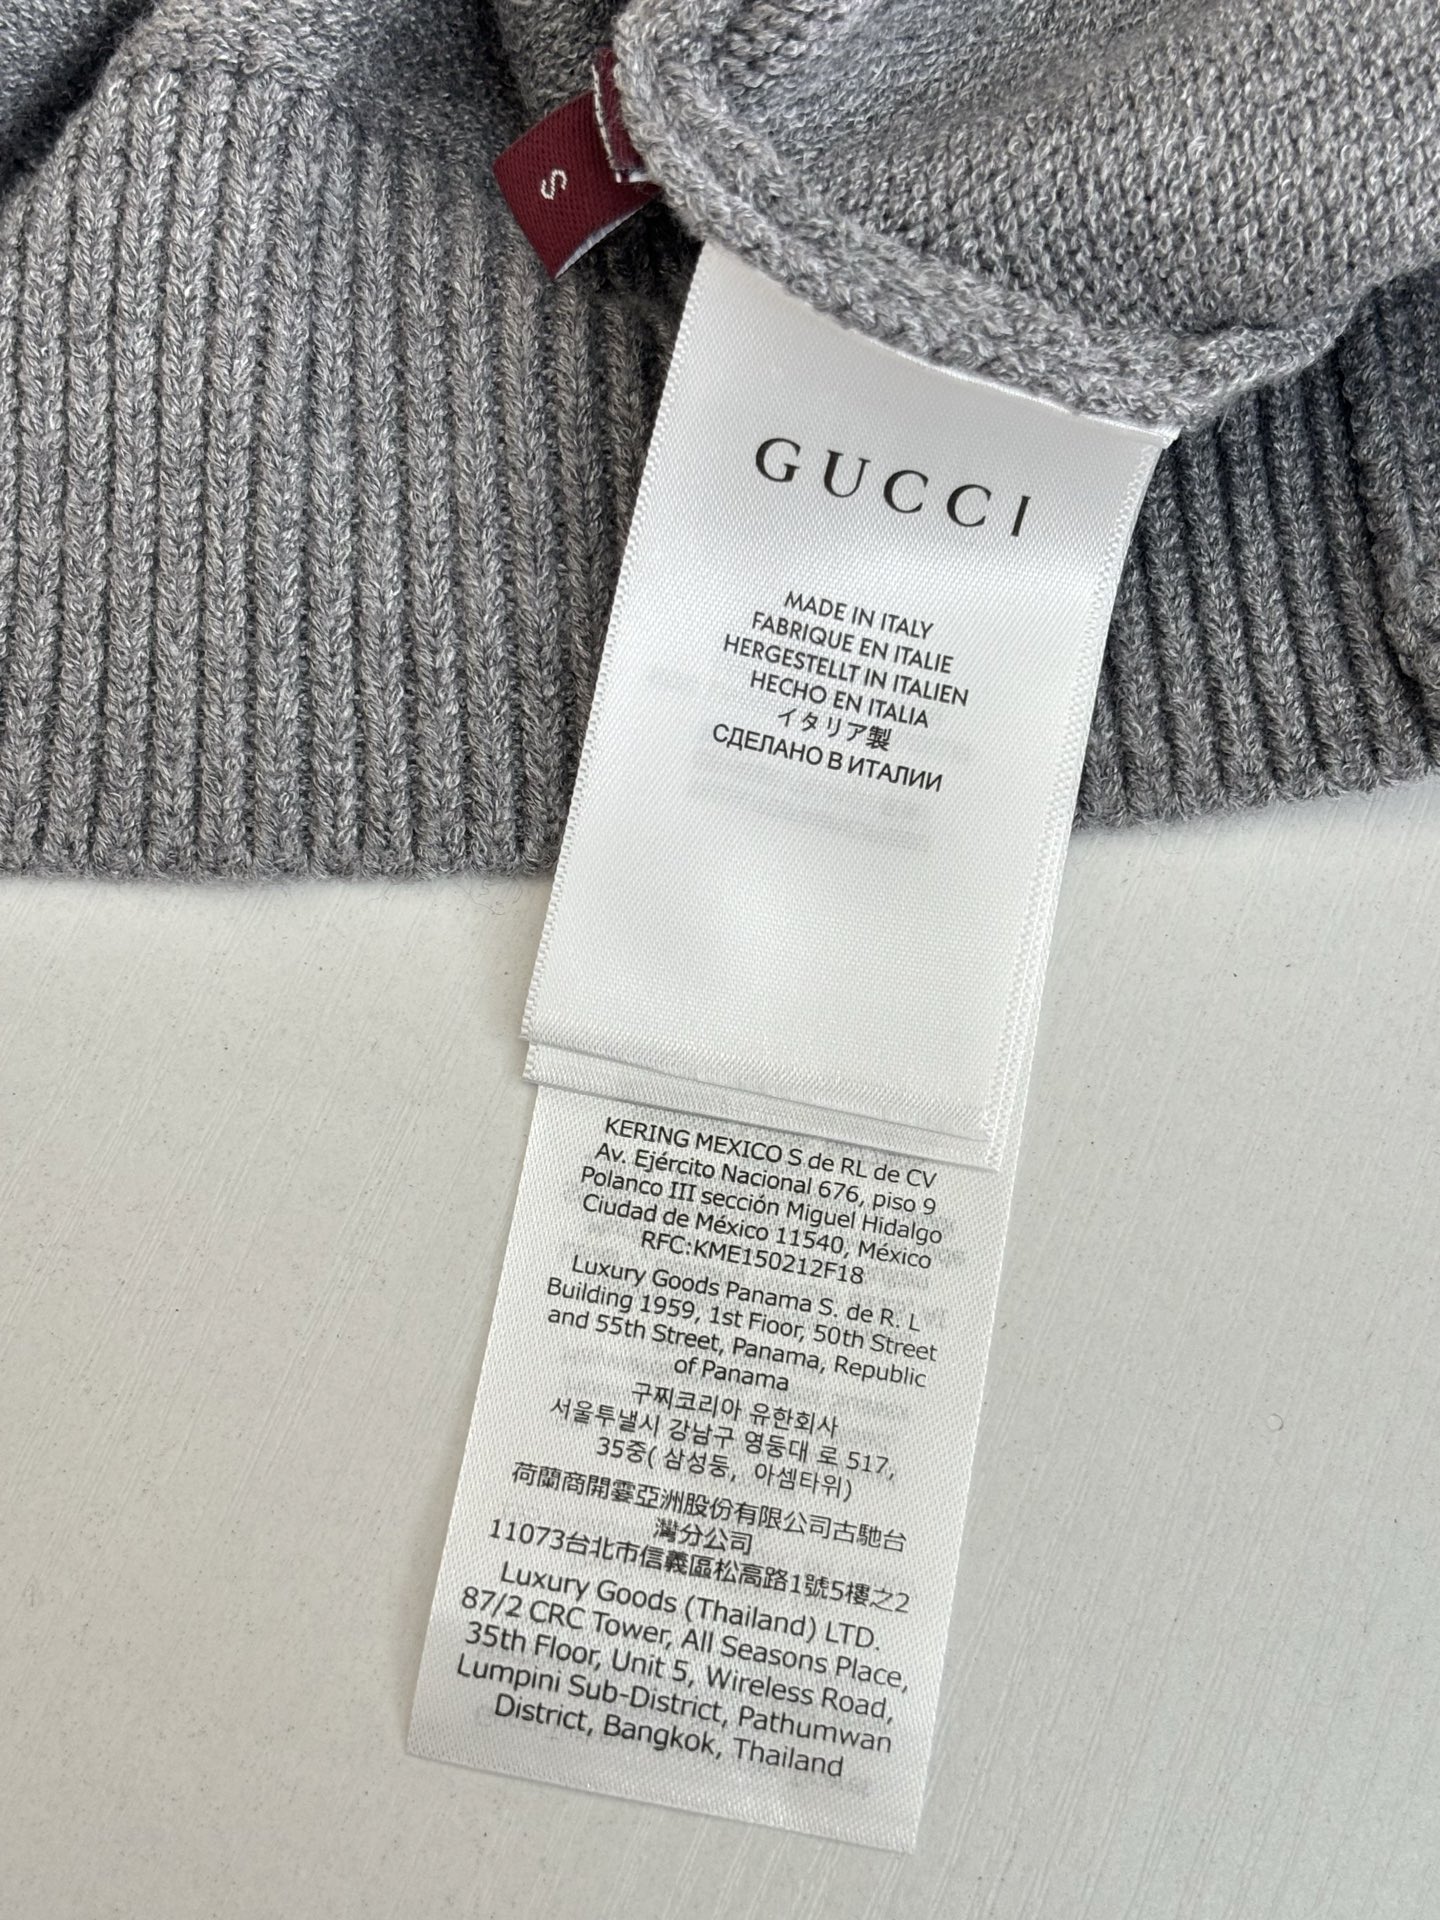 S
GUCCI
MADE IN ITALY
FABRIQUE EN ITALIE
HERGESTELLT IN ITALIEN
HECHO EN ITALIA
イタリア製
СДЕЛАНО В ИТАЛИИ
KERING MEXICO S de RL de CV
Av. Ejército Nacional 676, piso 9
Polanco III sección Miguel Hidalgo
Ciudad de México 11540, México
RFC:KME150212F18
Luxury Goods Panama S. de R. L
Building 1959, 1st Fioor, 50th Street
and 55th Street, Panama, Republic
of Panama
구찌코리아 유한회사
서울투낼시 강남구 영둥대 로 517,
35중( 삼성둥, 아셈타위)
荷蘭商開雲亞洲股份有限公司古馳台
灣分公司
11073台北市信義區松高路1號5樓之2
Luxury Goods (Thailand) LTD.
87/2 CRC Tower, All Seasons Place,
35th Floor, Unit 5, Wireless Road,
Lumpini Sub-District, Pathumwan
District, Bangkok, Thailand